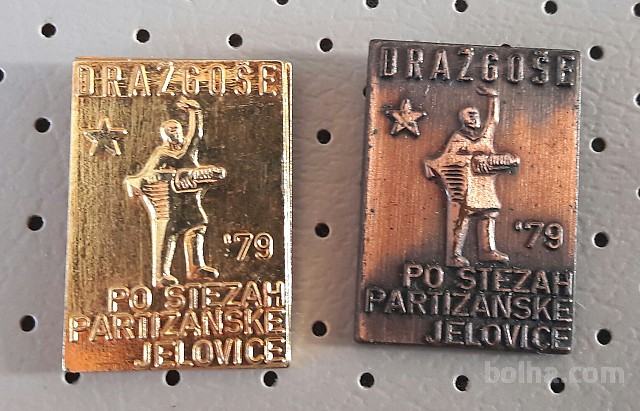 DRAŽGOŠE
'79
PO STEZAH
PARTIZANSKE
JELOVICE
DRAŽGOŠE
'79
PO STEZAH
PARTIZANSKE
JELOVICE
bolha.com